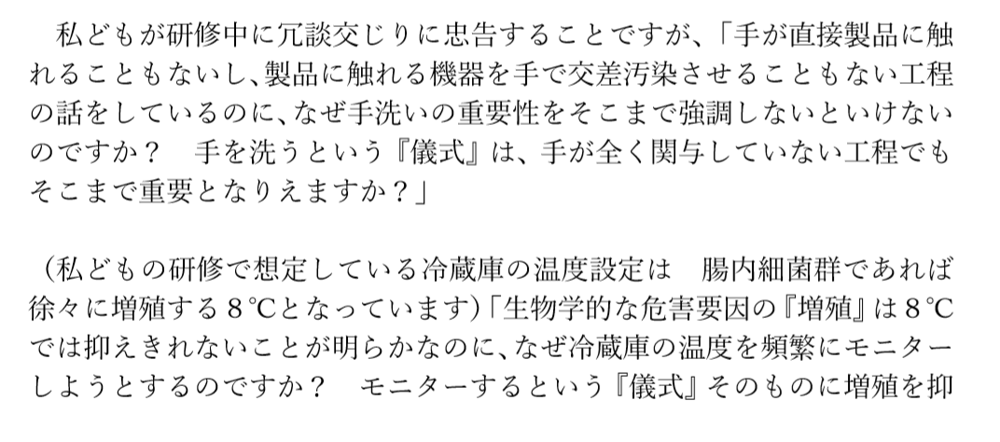 私どもが研修中に冗談交じりに忠告することですが、「手が直接製品に触
れることもないし、製品に触れる機器を手で交差汚染させることもない工程
の話をしているのに、なぜ手洗いの重要性をそこまで強調しないといけない
のですか？　手を洗うという『儀式』は、手が全く関与していない工程でも
そこまで重要となりえますか？」
（私どもの研修で想定している冷蔵庫の温度設定は　腸内細菌群であれば
徐々に増殖する８℃となっています）「生物学的な危害要因の『増殖』は８℃
では抑えきれないことが明らかなのに、なぜ冷蔵庫の温度を頻繁にモニター
しようとするのですか？　モニターするという『儀式』そのものに増殖を抑